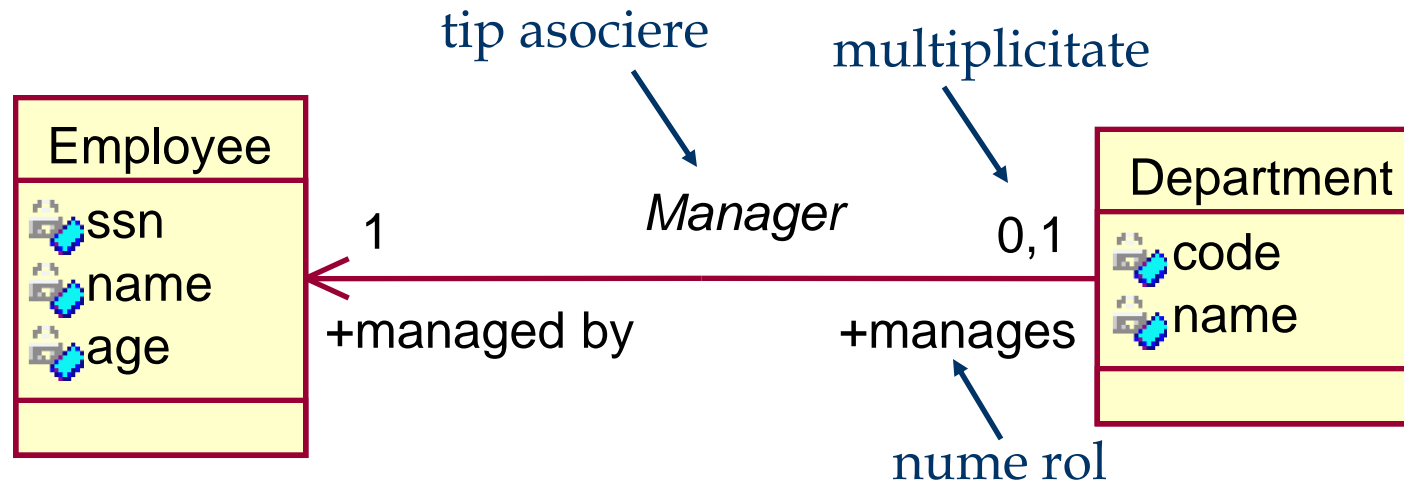 tip asociere
multiplicitate
Employee
ssn
name
age
1
Manager
0,1
+managed by
+manages
Department
code
name
nume rol